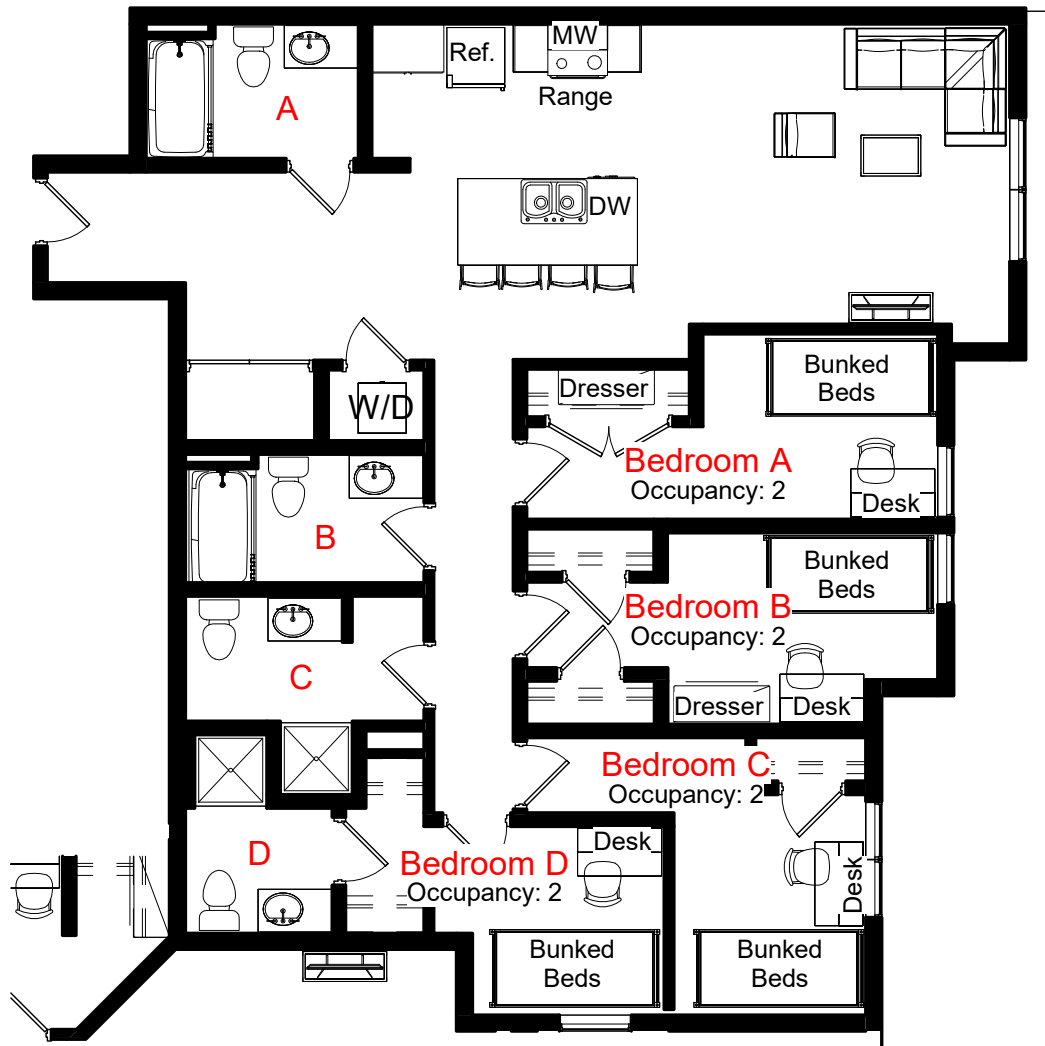 MW
Ref.
Range
A
DW
Bunked
Beds
Dresser
W/D
Bedroom A
Occupancy: 2
Desk
B
Bunked
Beds
Bedroom B
Occupancy: 2
C
Dresser
Desk
Bedroom C
Occupancy: 2
Desk
D
Bedroom D
Occupancy: 2
Desk
Bunked
Beds
Bunked
Beds